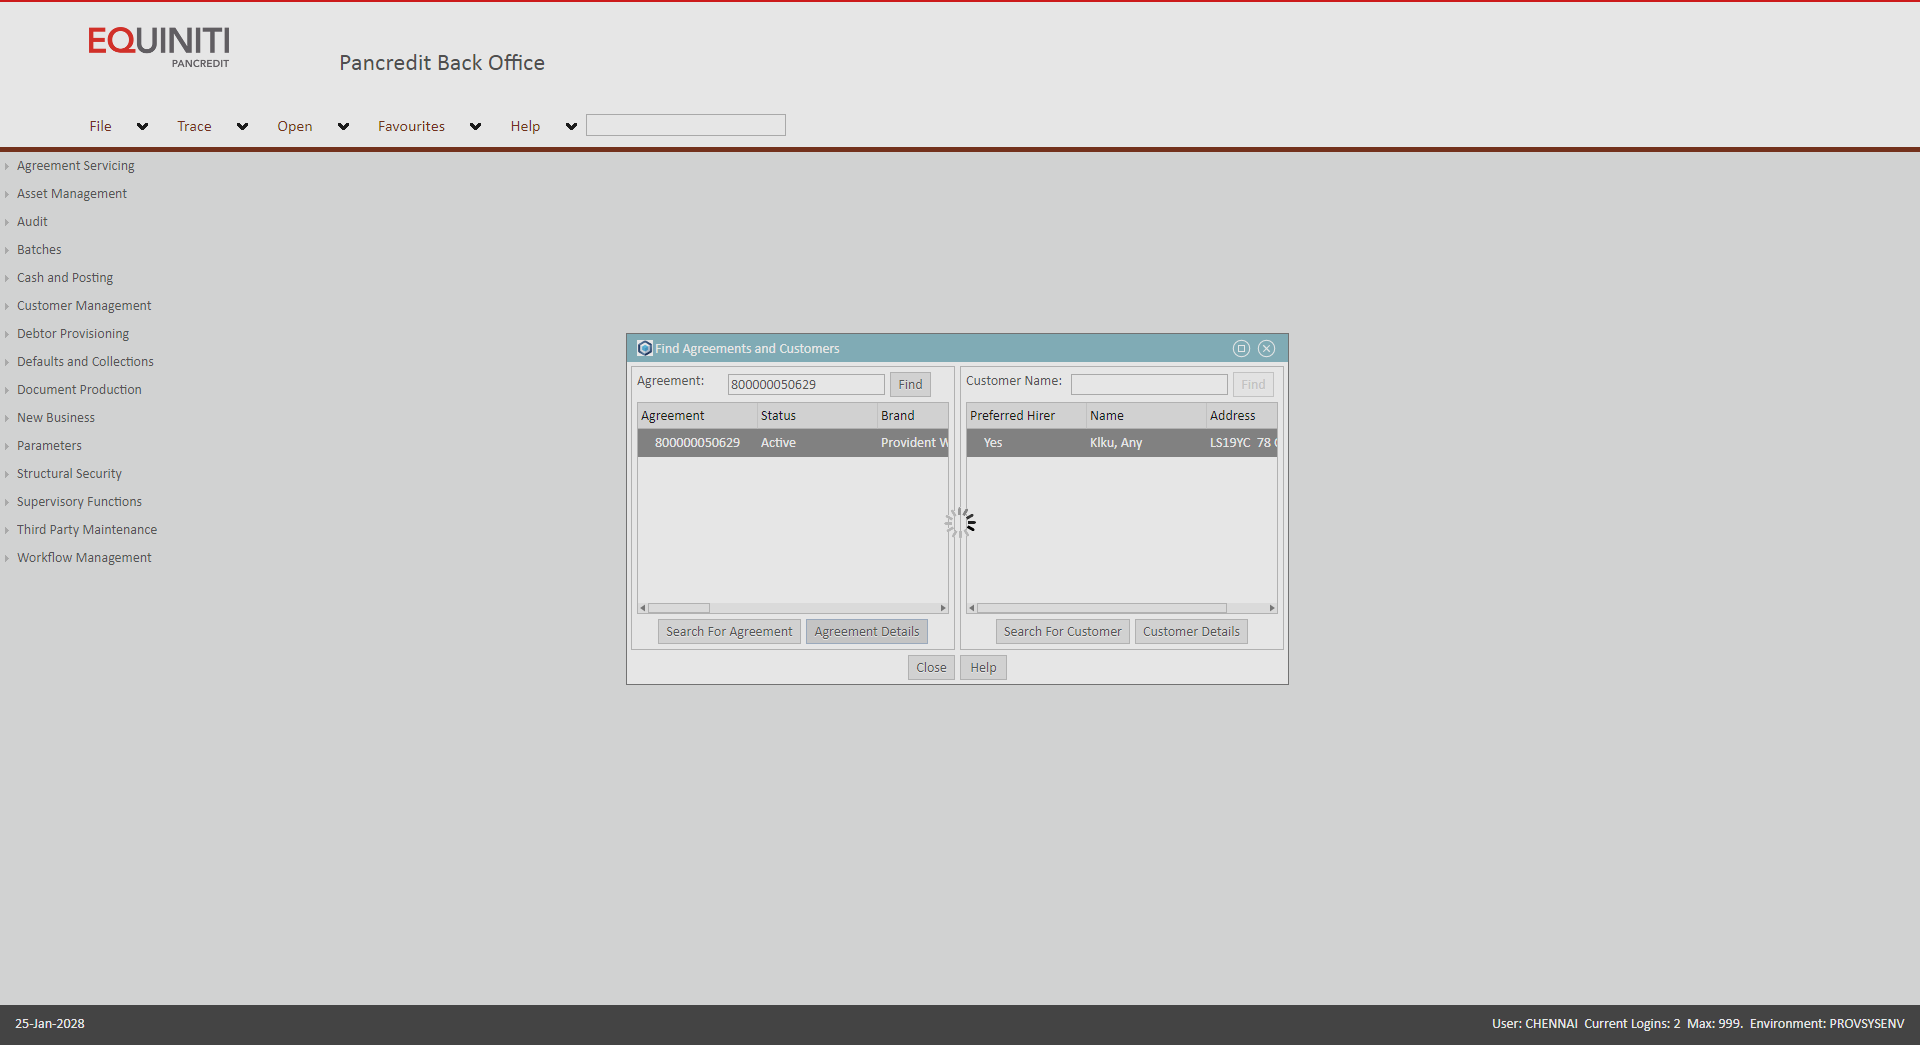 EQUINITI
PANCREDIT
Pancredit Back Office
File Trace Open Favourites Help
Agreement Servicing
Asset Management
Audit
Batches
Cash and Posting
Customer Management
Debtor Provisioning
Defaults and Collections
Document Production
New Business
Parameters
Structural Security
Supervisory Functions
Third Party Maintenance
Workflow Management
Find Agreements and Customers
Agreement: 800000050629 Find
Agreement Status Brand
800000050629 Active Provident W
Search For Agreement Agreement Details
Customer Name: Find
Preferred Hirer Name Address
Yes Klku, Any LS19YC 78
Search For Customer Customer Details
Close Help
25-Jan-2028
User: CHENNAI Current Logins: 2 Max: 999. Environment: PROVSYSENV